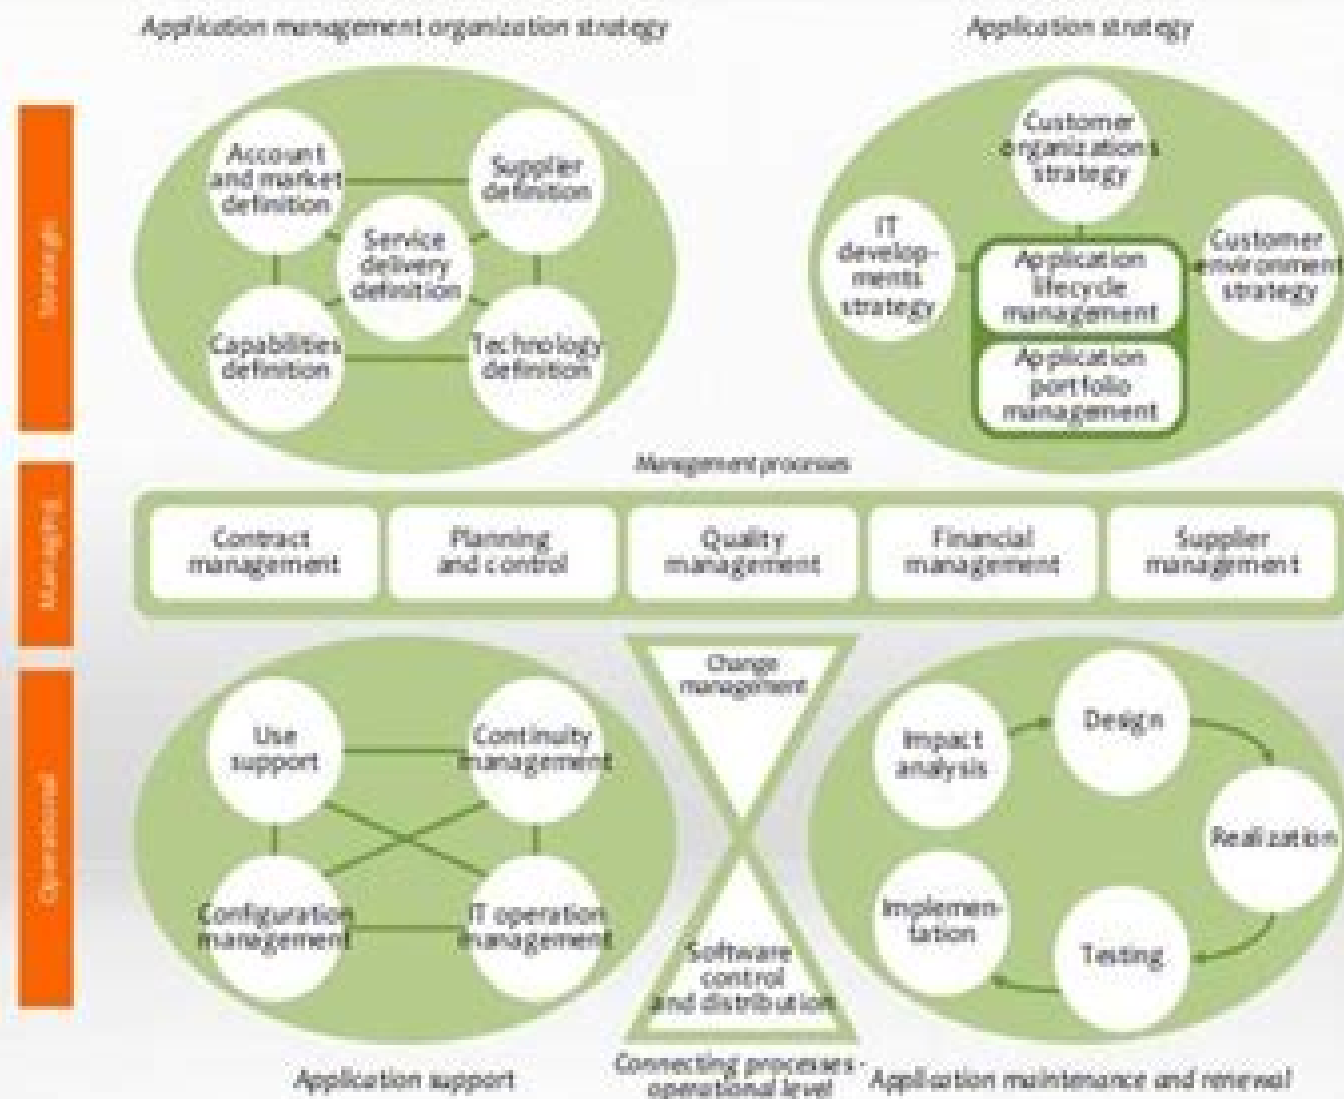 Application management organization strategy
Application strategy
Strategic
Account
and market
definition
Supplier
definition
Service
delivery
definition
Capabilities
definition
Technology
definition
Customer
organizations
strategy
IT
develop-
ments
strategy
Customer
environment
strategy
Application
lifecycle
management
Application
portfolio
management
Management processes
Managing
Contract
management
Planning
and control
Quality
management
Financial
management
Supplier
management
Operational
Use
support
Continuity
management
Configuration
management
IT operation
management
Change
management
Software
control
and distribution
Impact
analysis
Design
Realization
Testing
Implemen-
tation
Application support
Connecting processes -
operational level
Application maintenance and renewal